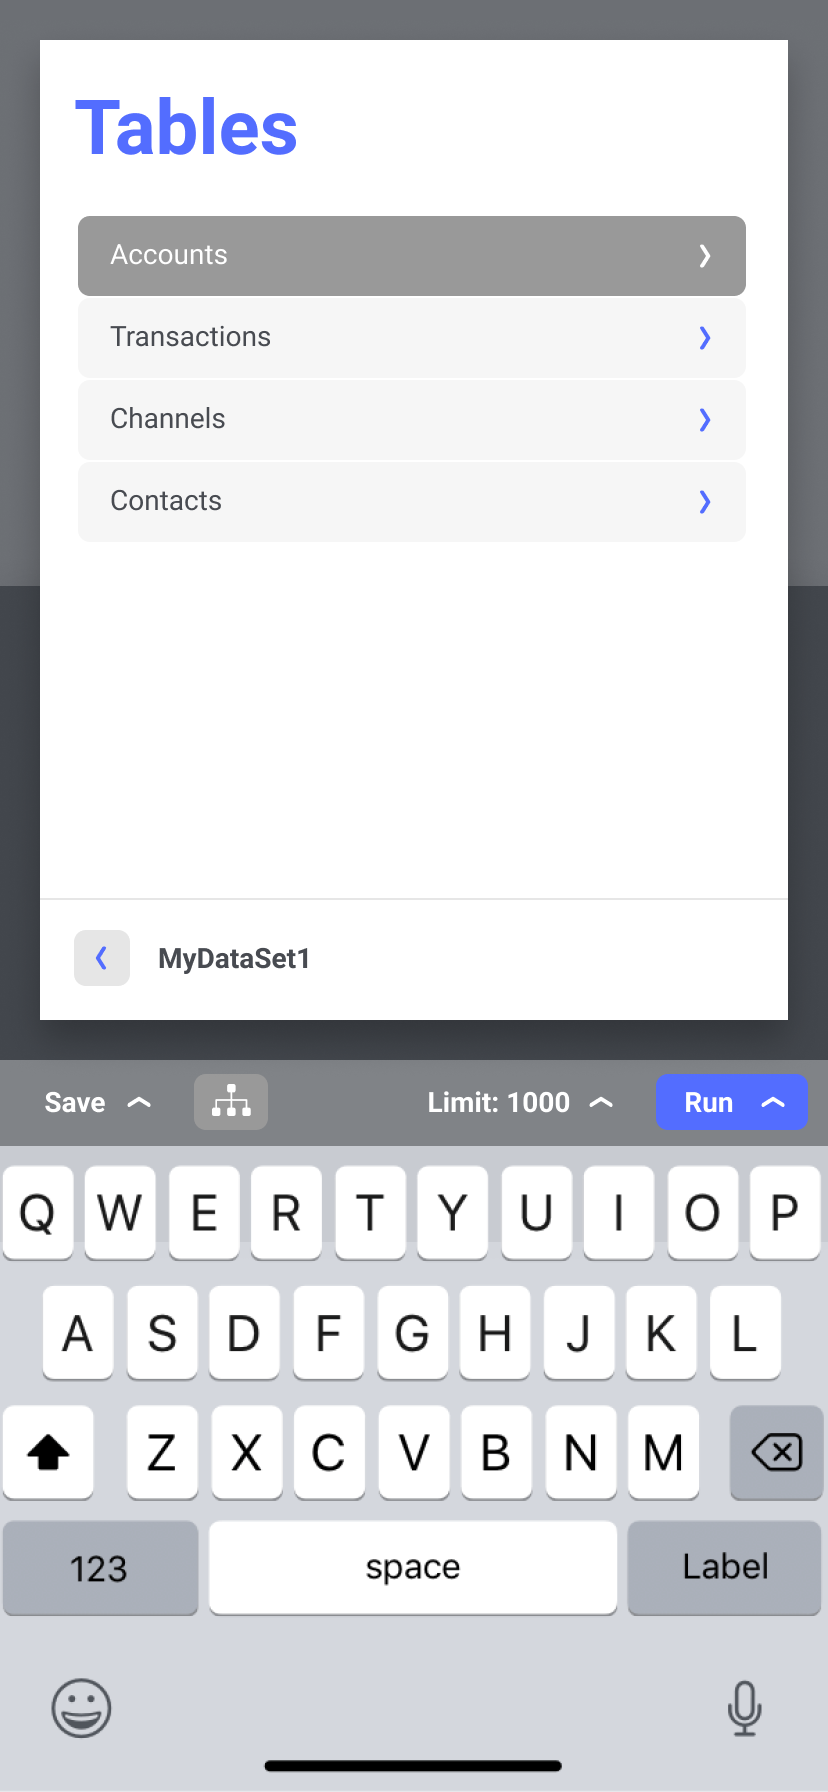 Tables
Accounts
Transactions
Channels
Contacts
MyDataSet1
Save Limit: 1000 Run
Q W E R T Y U I O P
A S D F G H J K L
Z X C V B N M
123 space Label